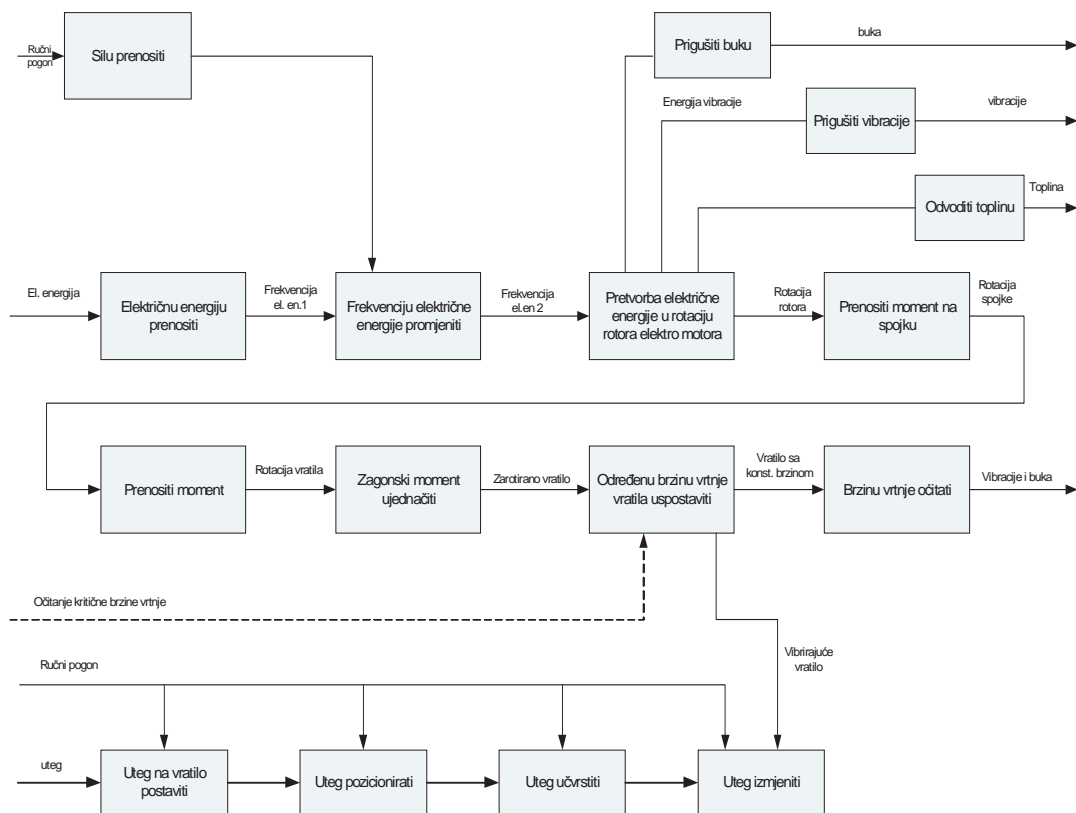 Ručni
pogon
Silu prenositi
Prigušiti buku
buka
Energija vibracije
Prigušiti vibracije
vibracije
Odvoditi toplinu
Toplina
El. energija
Električnu energiju
prenositi
Frekvencija
el. en.1
Frekvenciju električne
energije promjeniti
Frekvencija
el.en 2
Pretvorba električne
energije u rotaciju
rotora elektro motora
Rotacija
rotora
Prenositi moment na
spojku
Rotacija
spojke
Prenositi moment
Rotacija vratila
Zagonski moment
ujednačiti
Zarotirano vratilo
Određenu brzinu vrtnje
vratila uspostaviti
Vratilo sa
konst. brzinom
Brzinu vrtnje očitati
Vibracije i buka
Očitanje kritične brzine vrtnje
Ručni pogon
Vibrirajuće
vratilo
uteg
Uteg na vratilo
postaviti
Uteg pozicionirati
Uteg učvrstiti
Uteg izmjeniti